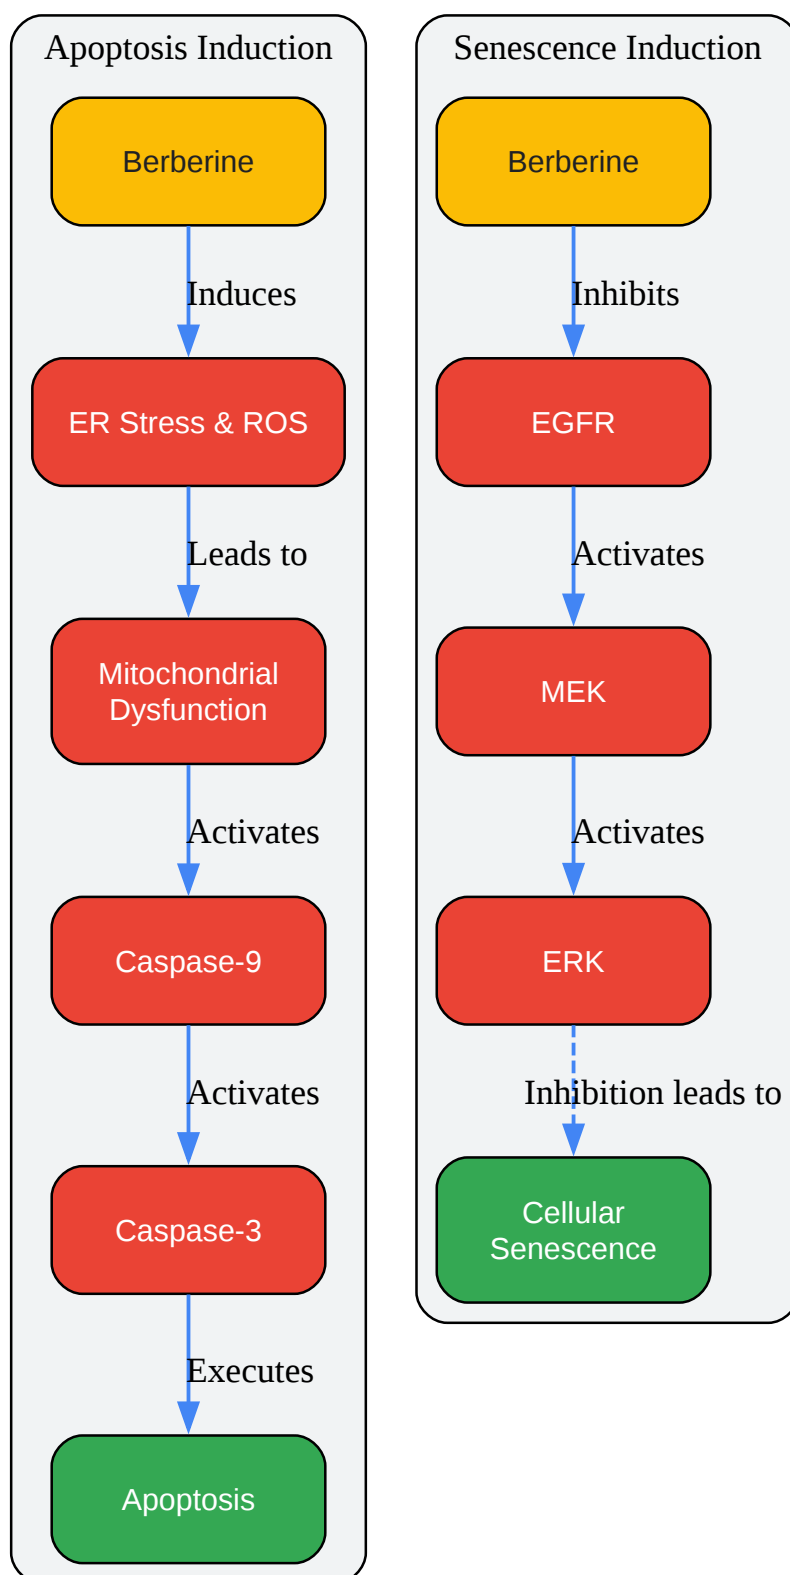 Apoptosis Induction
Berberine
Induces
ER Stress & ROS
Leads to
Mitochondrial
Dysfunction
Activates
Caspase-9
Activates
Caspase-3
Executes
Apoptosis
Senescence Induction
Berberine
Inhibits
EGFR
Activates
MEK
Activates
ERK
Inhibition leads to
Cellular
Senescence